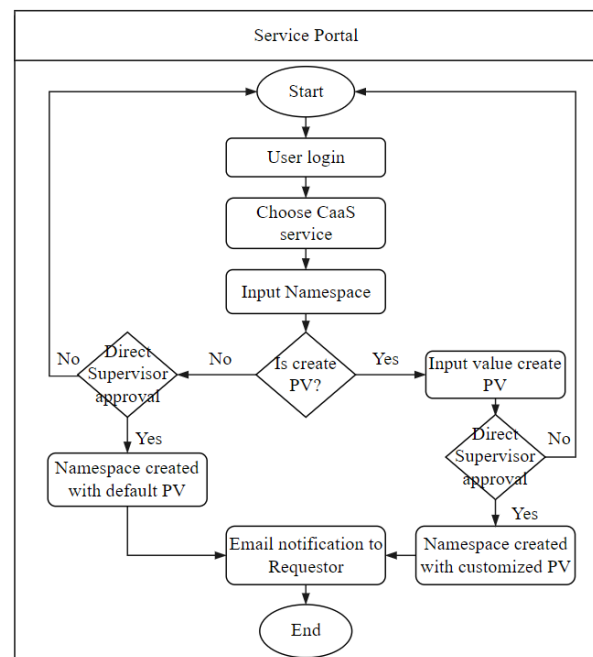 Service Portal
Start
User login
Choose CaaS
service
Input Namespace
No
Direct
Supervisor
approval
No
Is create
PV?
Yes
Input value create
PV
Yes
Direct
Supervisor
approval
No
Namespace created
with default PV
Yes
Email notification to
Requestor
Namespace created
with customized PV
End